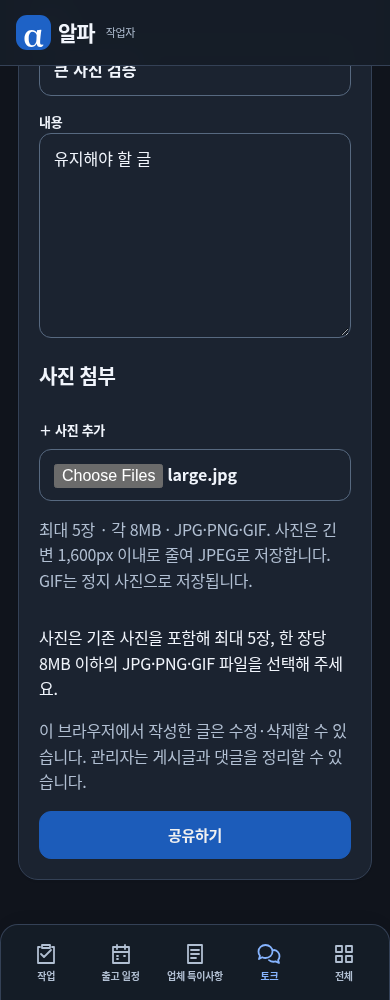 α 알파 작업자
큰 사진 검증
내용
유지해야 할 글
사진 첨부
+ 사진 추가
Choose Files large.jpg
최대 5장 · 각 8MB · JPG·PNG·GIF. 사진은 긴
변 1,600px 이내로 줄여 JPEG로 저장합니다.
GIF는 정지 사진으로 저장됩니다.
사진은 기존 사진을 포함해 최대 5장, 한 장당
8MB 이하의 JPG·PNG·GIF 파일을 선택해 주세
요.
이 브라우저에서 작성한 글은 수정·삭제할 수 있
습니다. 관리자는 게시글과 댓글을 정리할 수 있
습니다.
공유하기
작업 출고 일정 업체 특이사항 토크 전체